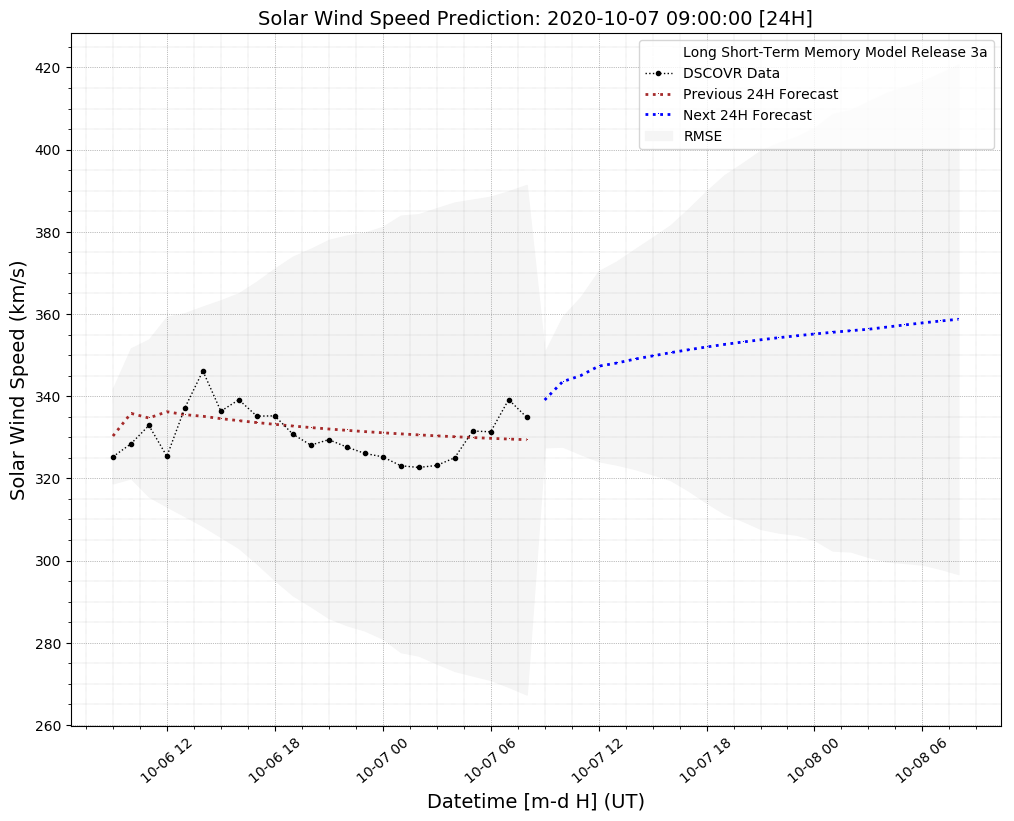 Solar Wind Speed Prediction: 2020-10-07 09:00:00 [24H]
Long Short-Term Memory Model Release 3a
DSCOVR Data
Previous 24H Forecast
Next 24H Forecast
RMSE
Solar Wind Speed (km/s)
420
400
380
360
340
320
300
280
260
10-06 12
10-06 18
10-07 00
10-07 06
10-07 12
10-07 18
10-08 00
10-08 06
Datetime [m-d H] (UT)